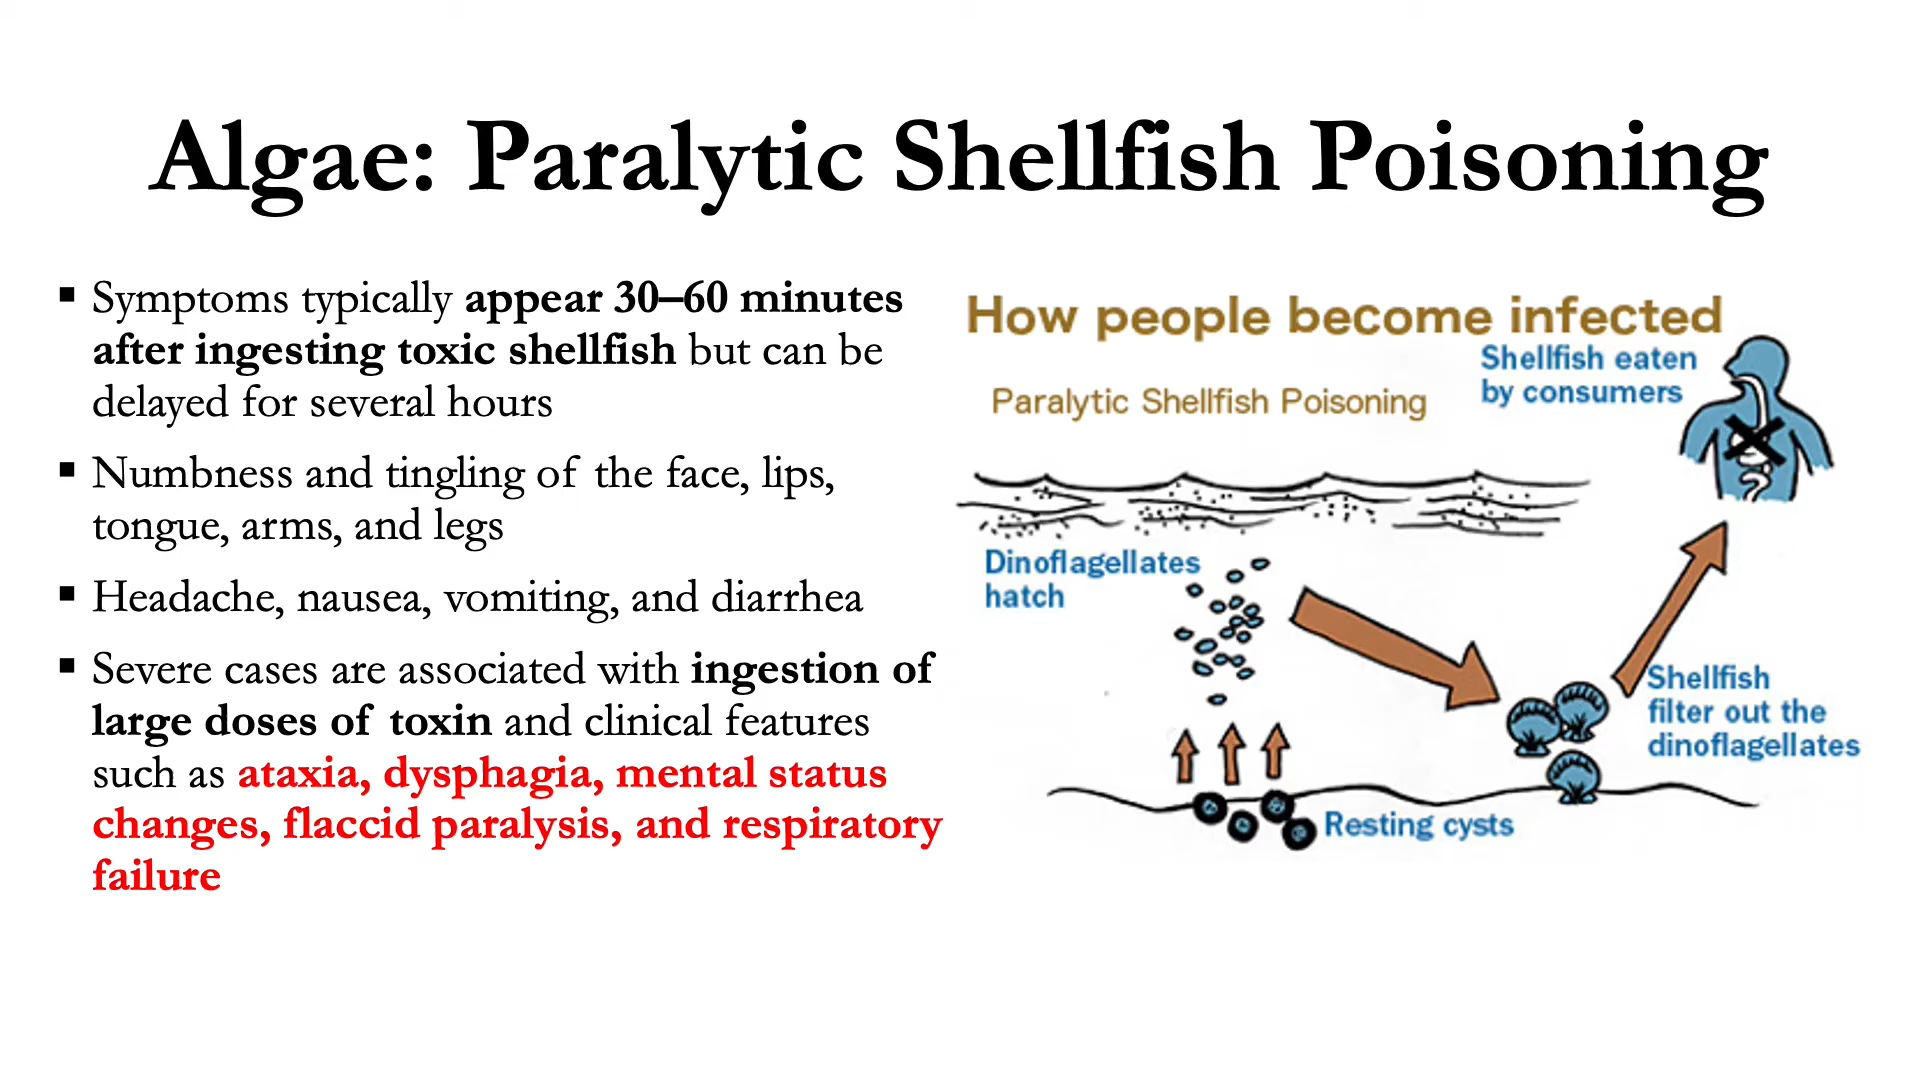 Algae: Paralytic Shellfish Poisoning
▪ Symptoms typically appear 30–60 minutes
after ingesting toxic shellfish but can be
delayed for several hours
▪ Numbness and tingling of the face, lips,
tongue, arms, and legs
▪ Headache, nausea, vomiting, and diarrhea
▪ Severe cases are associated with ingestion of
large doses of toxin and clinical features
such as ataxia, dysphagia, mental status
changes, flaccid paralysis, and respiratory
failure
How people become infected
Shellfish eaten
by consumers
Paralytic Shellfish Poisoning
Dinoflagellates
hatch
Shellfish
filter out the
dinoflagellates
Resting cysts